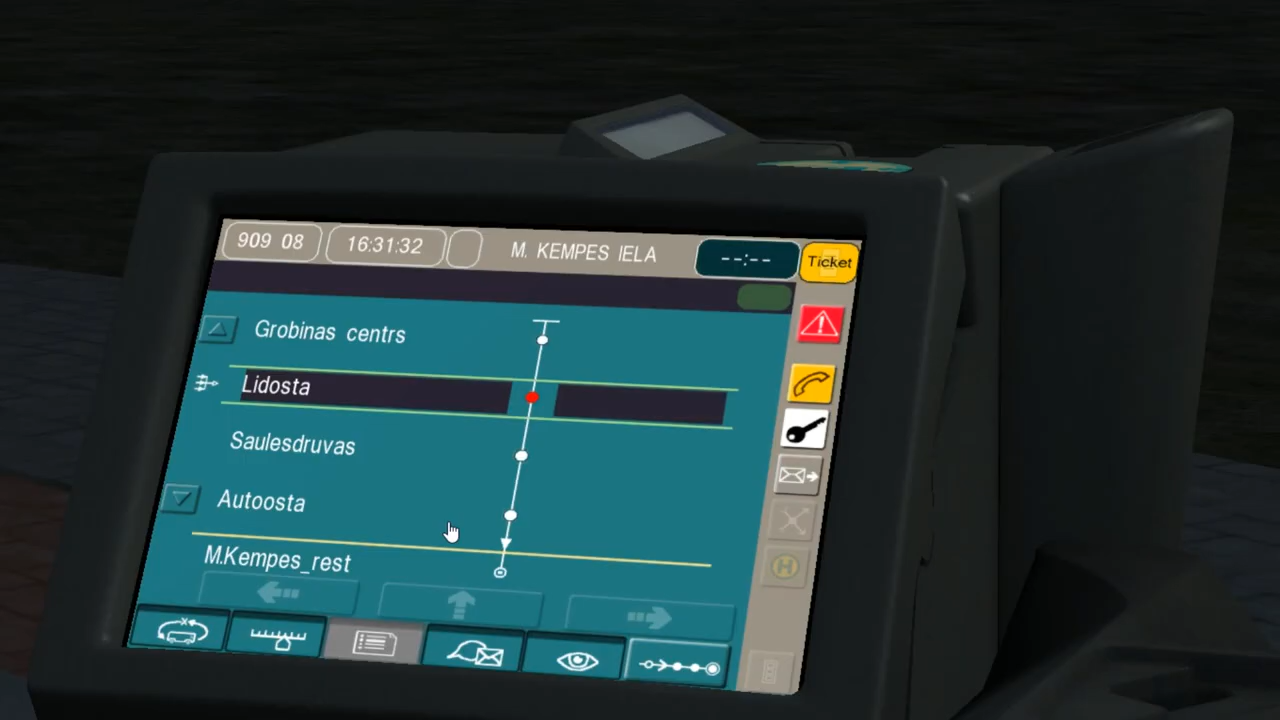 909 08
16:31:32
M. KEMPES IELA
--:--
Ticket
Grobinas centrs
Lidosta
Saulesdruvas
Autoosta
M.Kempes_rest
H